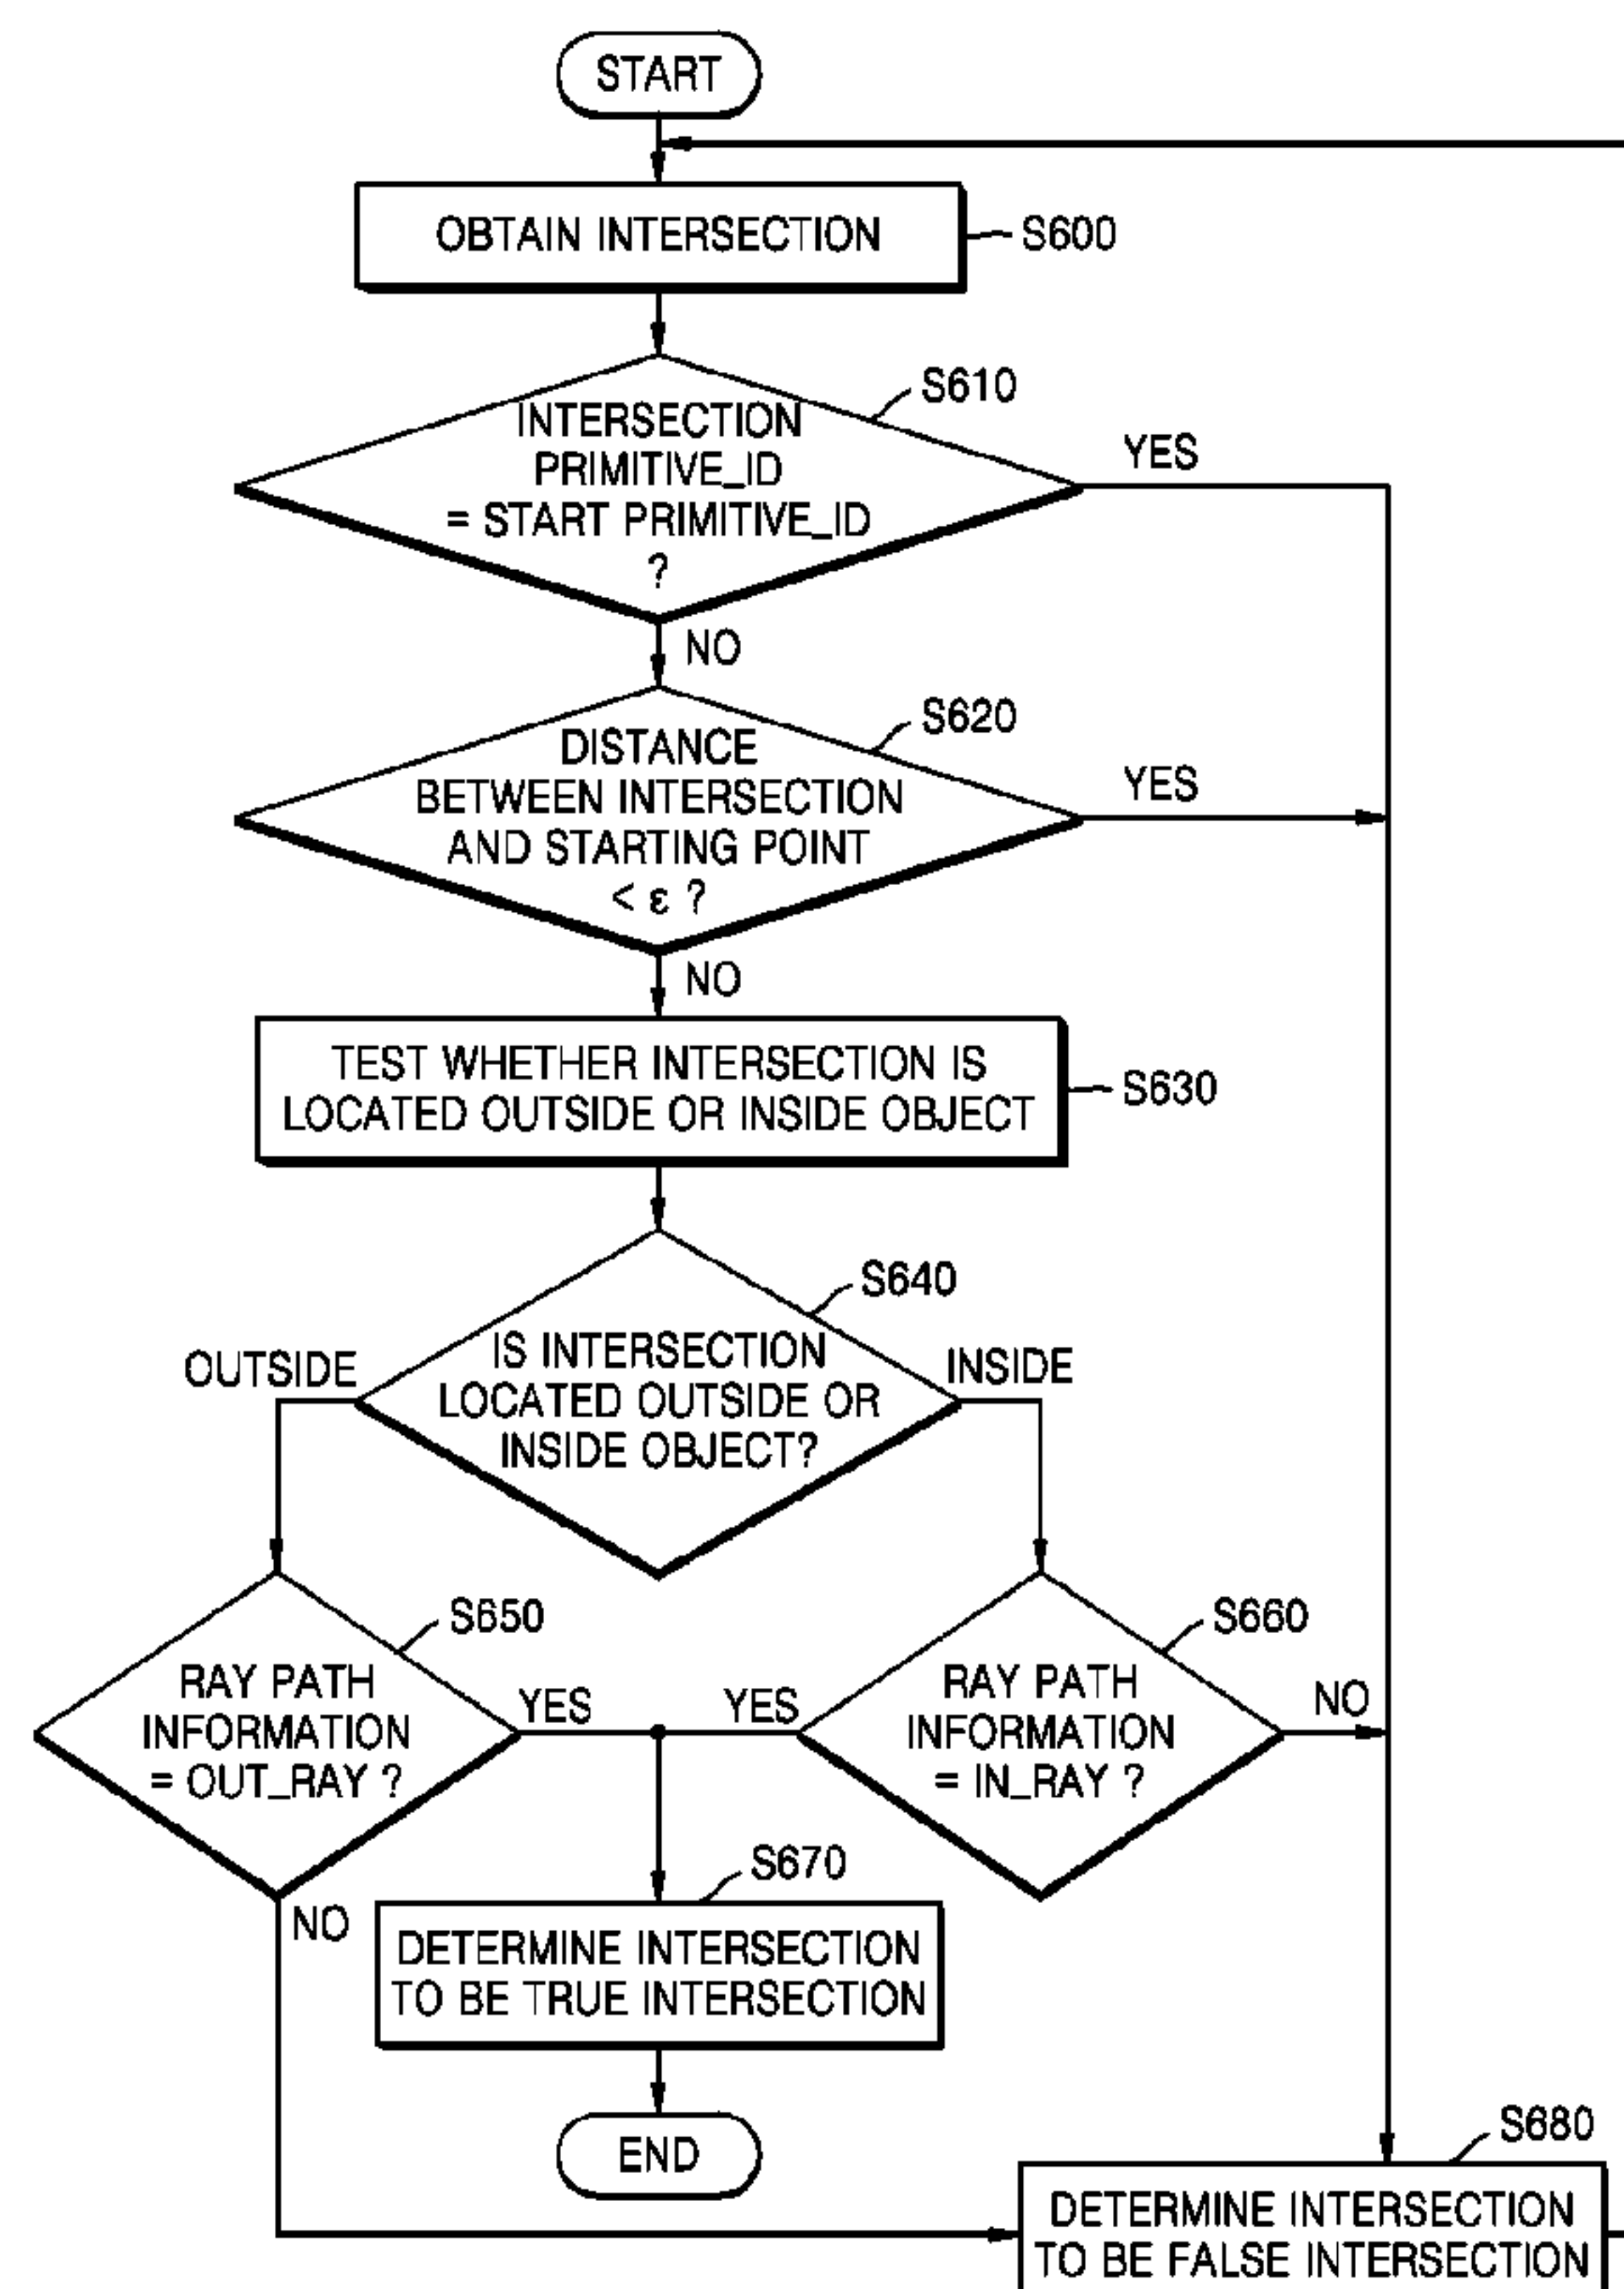 START
OBTAIN INTERSECTION
S600
S610
INTERSECTION
PRIMITIVE_ID
= START PRIMITIVE_ID
?
YES
NO
S620
DISTANCE
BETWEEN INTERSECTION
AND STARTING POINT
< ε ?
YES
NO
TEST WHETHER INTERSECTION IS
LOCATED OUTSIDE OR INSIDE OBJECT
S630
S640
OUTSIDE
IS INTERSECTION
LOCATED OUTSIDE OR
INSIDE OBJECT?
INSIDE
S650
RAY PATH
INFORMATION
= OUT_RAY ?
YES
NO
S660
YES
RAY PATH
INFORMATION
= IN_RAY ?
NO
S670
DETERMINE INTERSECTION
TO BE TRUE INTERSECTION
END
S680
DETERMINE INTERSECTION
TO BE FALSE INTERSECTION